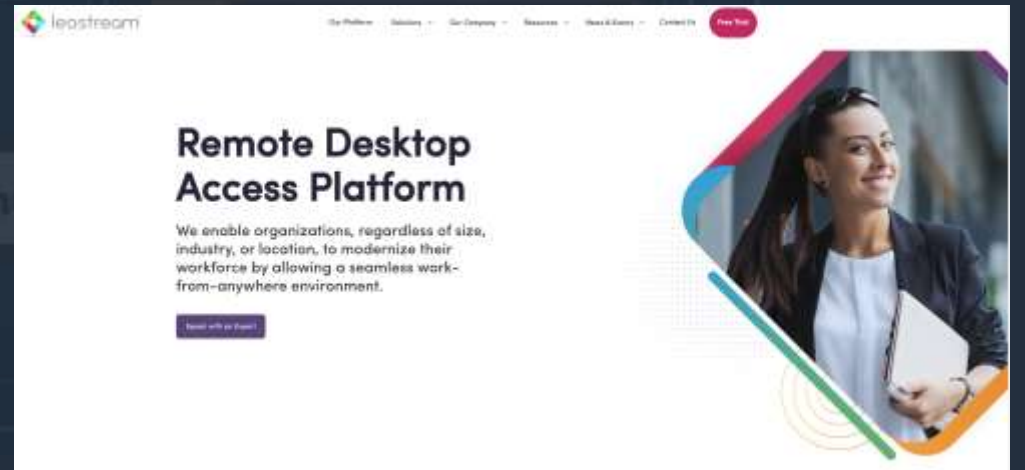 leostream
Our Platform Solutions Our Company Resources News & Events Contact Us Free Trial
Remote Desktop
Access Platform
We enable organizations, regardless of size,
industry, or location, to modernize their
workforce by allowing a seamless work-
from-anywhere environment.
Speak with an Expert